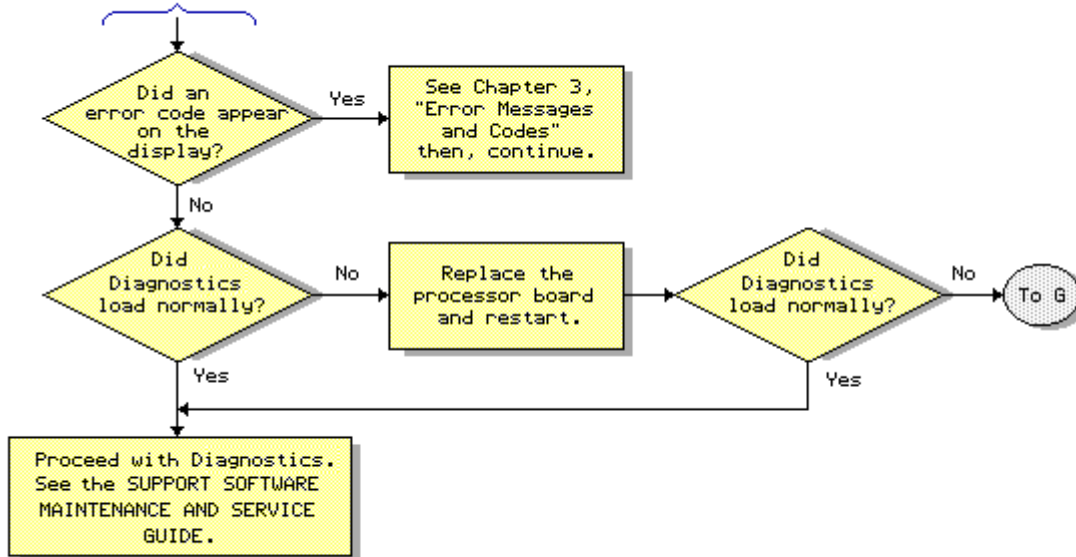 Did an
error code appear
on the
display?
Yes
See Chapter 3,
"Error Messages
and Codes"
then, continue.
No
Did
Diagnostics
load normally?
No
Replace the
processor board
and restart.
Did
Diagnostics
load normally?
No
To G
Yes
Yes
Proceed with Diagnostics.
See the SUPPORT SOFTWARE
MAINTENANCE AND SERVICE
GUIDE.